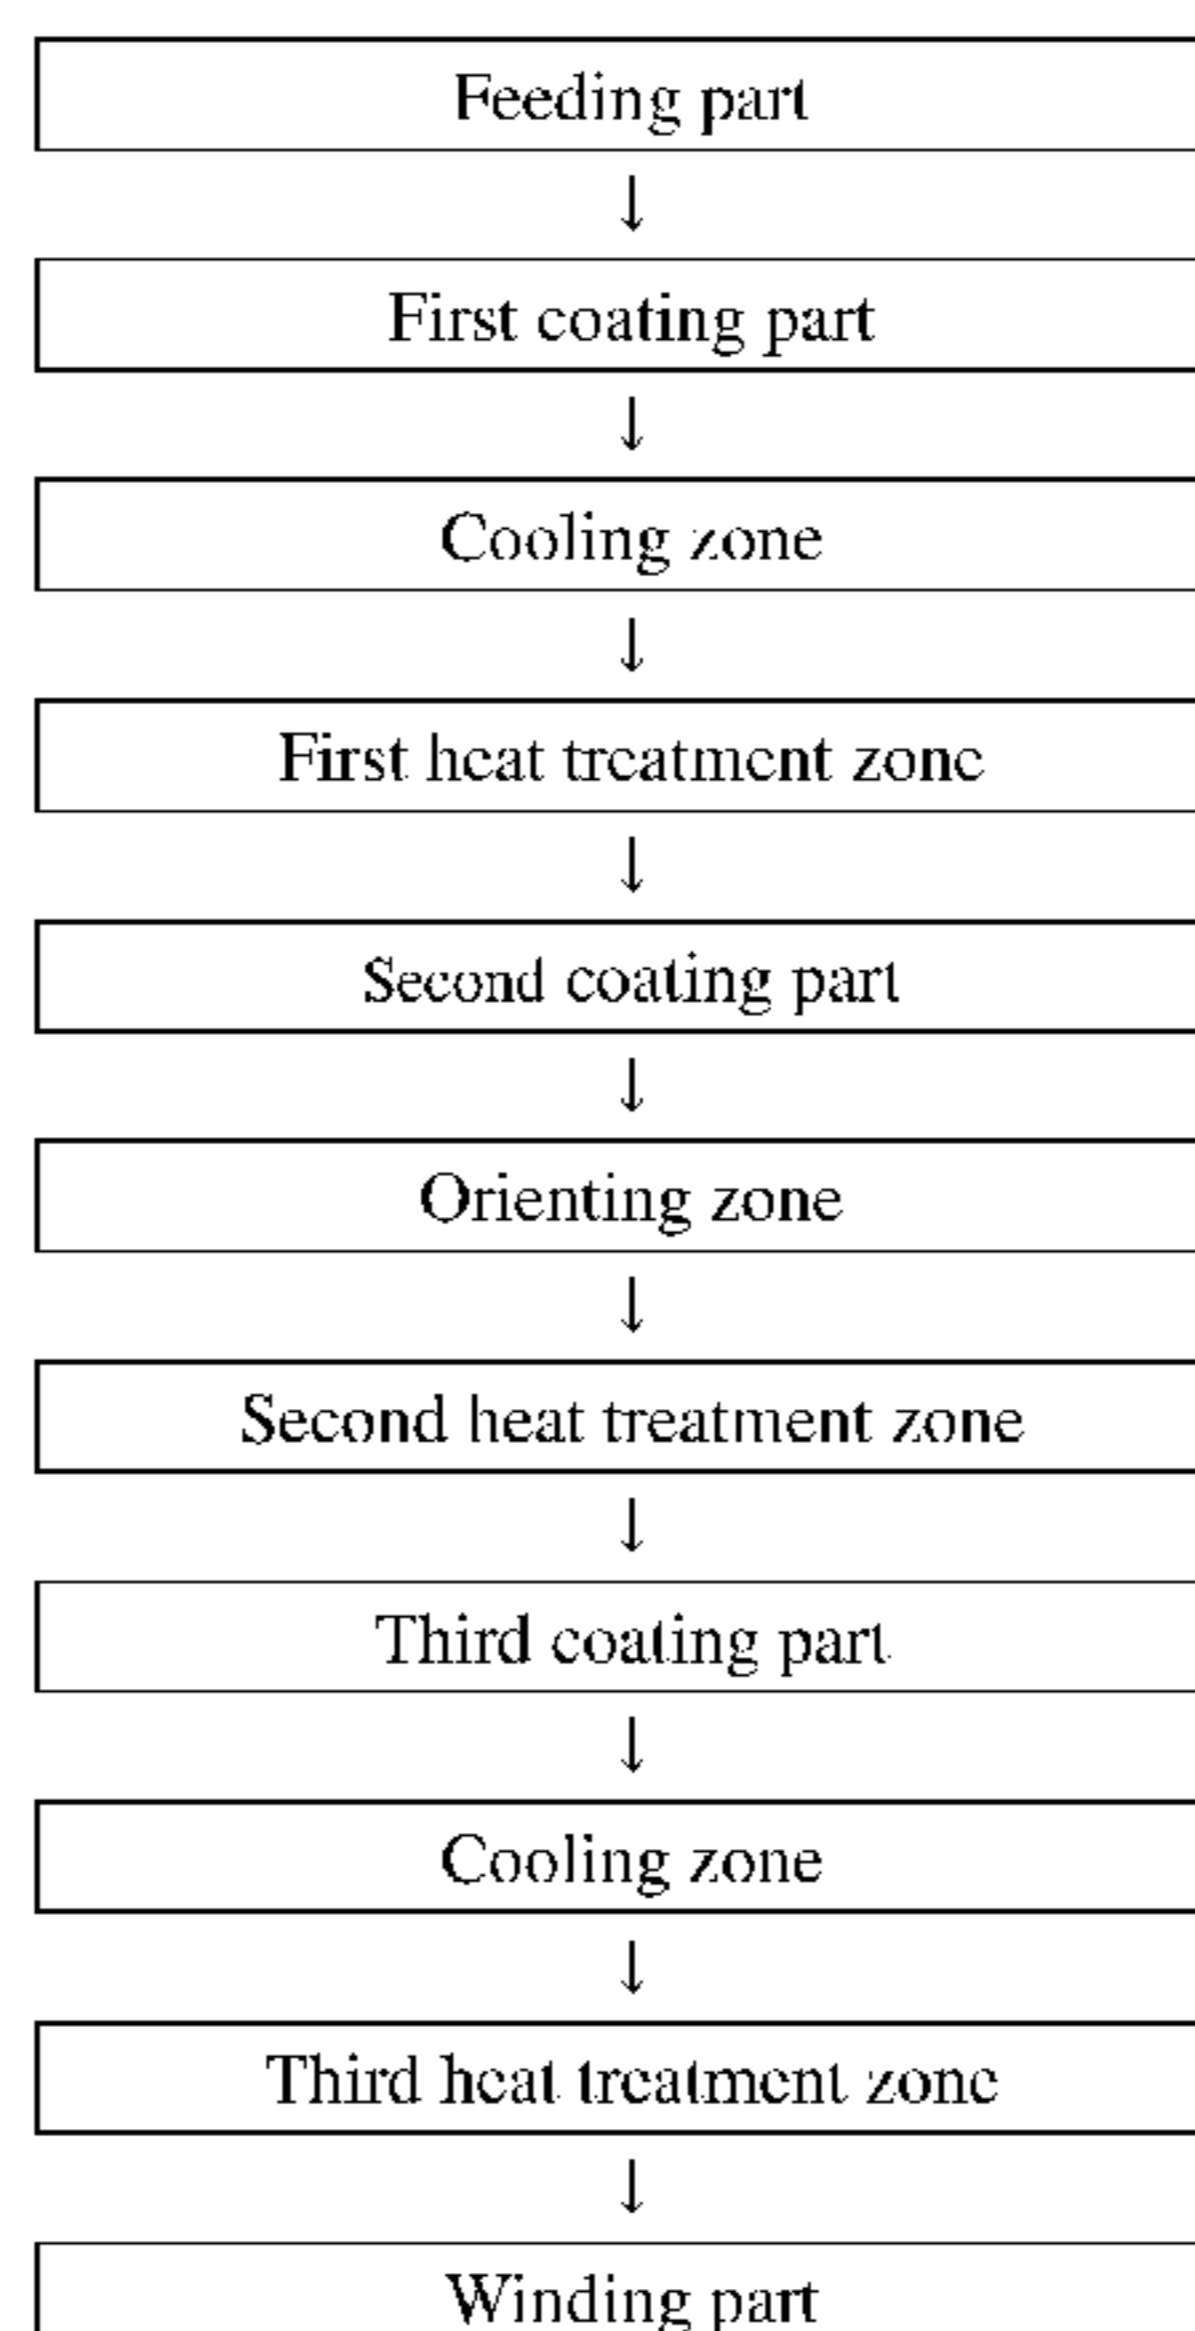 Feeding part
↓
First coating part
↓
Cooling zone
↓
First heat treatment zone
↓
Second coating part
↓
Orienting zone
↓
Second heat treatment zone
↓
Third coating part
↓
Cooling zone
↓
Third heat treatment zone
↓
Winding part